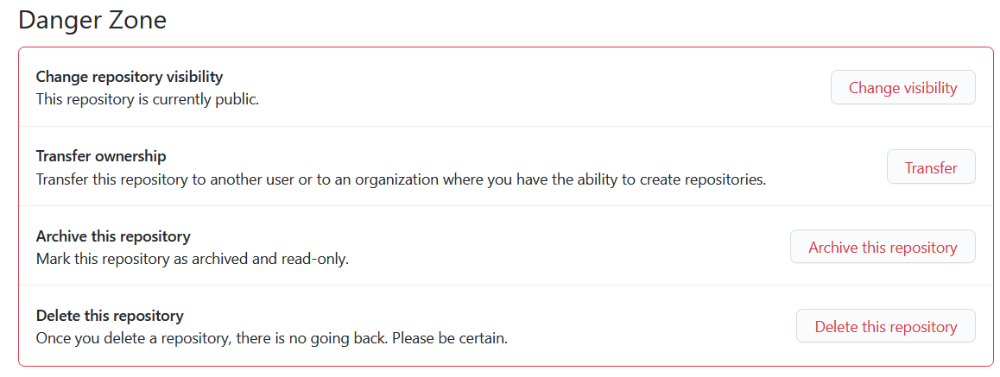 Danger Zone
Change repository visibility
This repository is currently public.
Change visibility
Transfer ownership
Transfer this repository to another user or to an organization where you have the ability to create repositories.
Transfer
Archive this repository
Mark this repository as archived and read-only.
Archive this repository
Delete this repository
Once you delete a repository, there is no going back. Please be certain.
Delete this repository